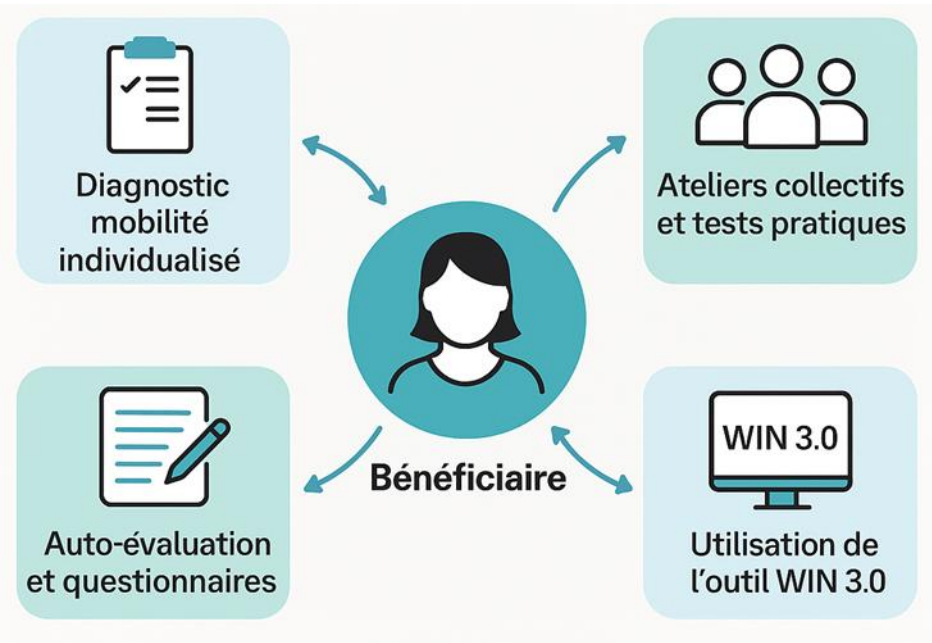 Diagnostic
mobilité
individualisé
Ateliers collectifs
et tests pratiques
Bénéficiaire
Auto-évaluation
et questionnaires
WIN 3.0
Utilisation de
l'outil WIN 3.0